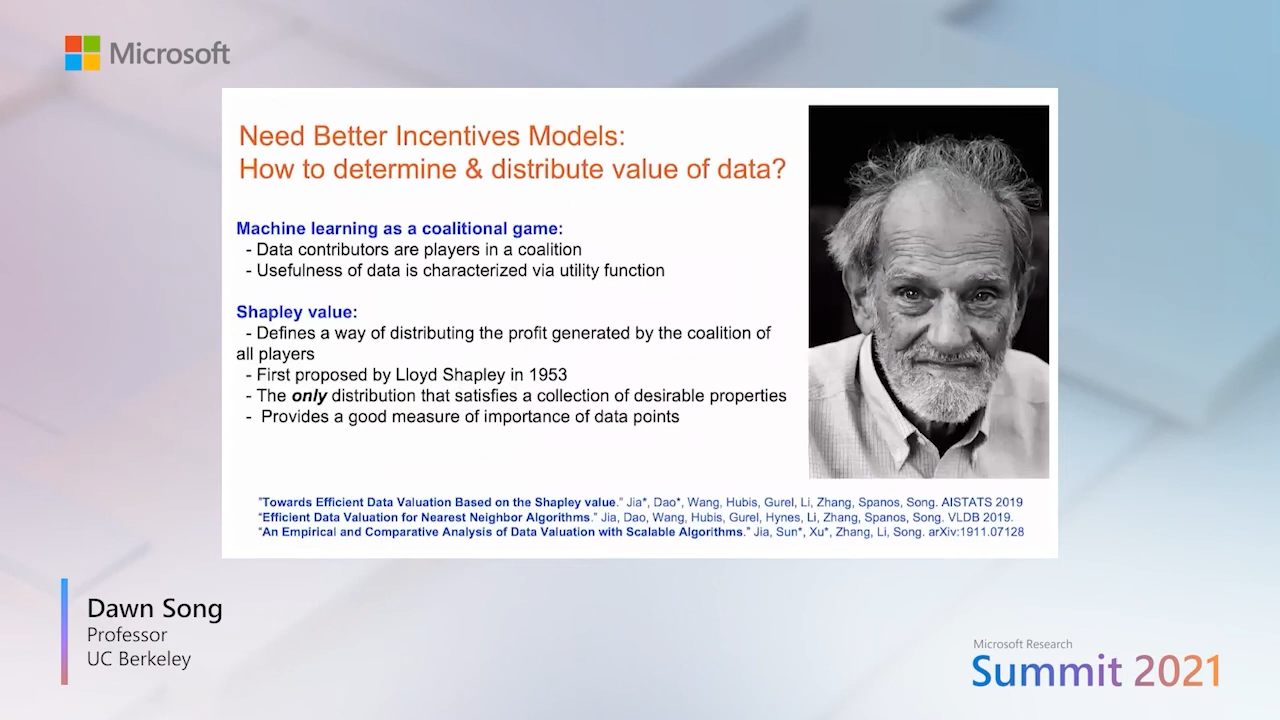 Microsoft
Need Better Incentives Models:
How to determine & distribute value of data?
Machine learning as a coalitional game:
- Data contributors are players in a coalition
- Usefulness of data is characterized via utility function
Shapley value:
- Defines a way of distributing the profit generated by the coalition of
all players
- First proposed by Lloyd Shapley in 1953
- The only distribution that satisfies a collection of desirable properties
- Provides a good measure of importance of data points
"Towards Efficient Data Valuation Based on the Shapley value." Jia*, Dao*, Wang, Hubis, Gurel, Li, Zhang, Spanos, Song. AISTATS 2019
"Efficient Data Valuation for Nearest Neighbor Algorithms." Jia, Dao, Wang, Hubis, Gurel, Hynes, Li, Zhang, Spanos, Song. VLDB 2019.
"An Empirical and Comparative Analysis of Data Valuation with Scalable Algorithms." Jia, Sun*, Xu*, Zhang, Li, Song. arXiv:1911.07128
Dawn Song
Professor
UC Berkeley
Microsoft Research
Summit 2021